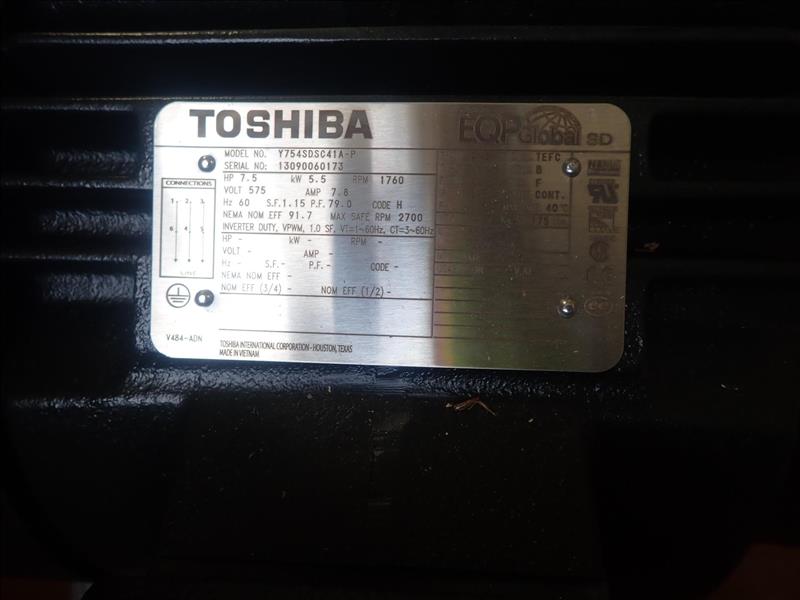 TOSHIBA
EQP Global SD
MODEL NO. Y754SDSC41A-P
SERIAL NO: 13090060173
HP 7.5 kW 5.5 RPM 1760
VOLT 575 AMP 7.8
Hz 60 S.F.1.15 P.F.79.0 CODE H
NEMA NOM EFF 91.7 MAX SAFE RPM 2700
INVERTER DUTY, VPWM, 1.0 SF, VT=1~60Hz, CT=3~60Hz
HP - kW - RPM -
VOLT - AMP -
Hz - S.F.- P.F.- CODE -
NEMA NOM EFF -
NOM EFF (3/4) - NOM EFF (1/2) -
TEFC
B
F
CONT.
40°C
CONNECTIONS
1 2 3
6 4 5
LINE
V484-ADN
TOSHIBA INTERNATIONAL CORPORATION - HOUSTON, TEXAS
MADE IN VIETNAM